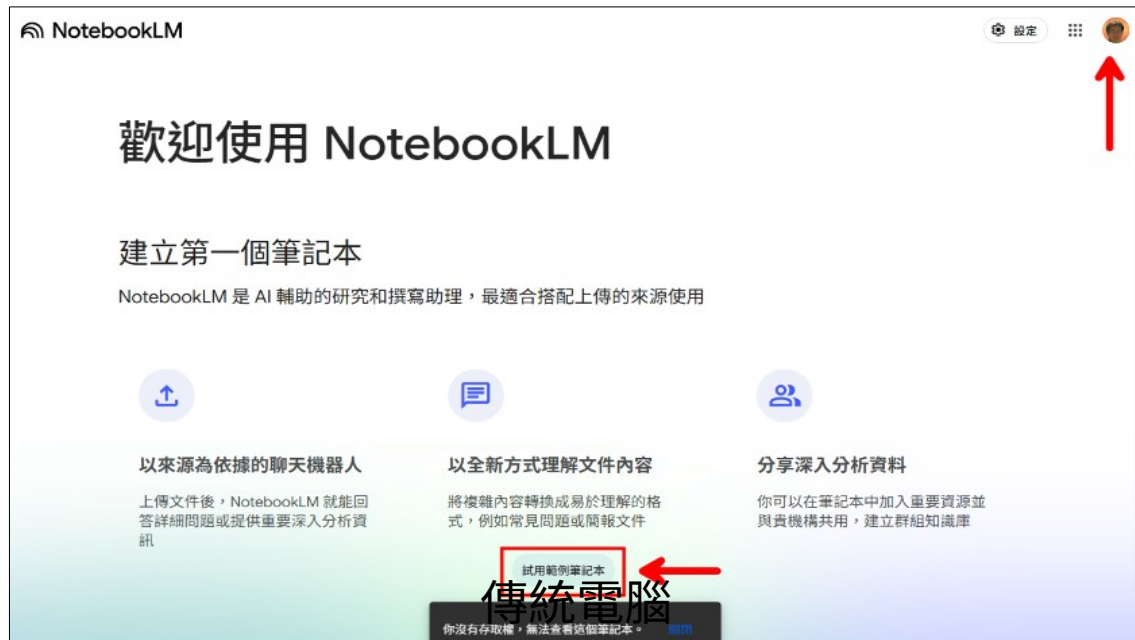 NotebookLM
設定
歡迎使用 NotebookLM
建立第一個筆記本
NotebookLM 是 AI 輔助的研究和撰寫助理，最適合搭配上傳的來源使用
以來源為依據的聊天機器人
上傳文件後，NotebookLM 就能回
答詳細問題或提供重要深入分析資
訊
以全新方式理解文件內容
將複雜內容轉換成易於理解的格
式，例如常見問題或簡報文件
分享深入分析資料
你可以在筆記本中加入重要資源並
與貴機構共用，建立群組知識庫
試用範例筆記本
傳統電腦
你沒有存取權，無法查看這個筆記本。 關閉